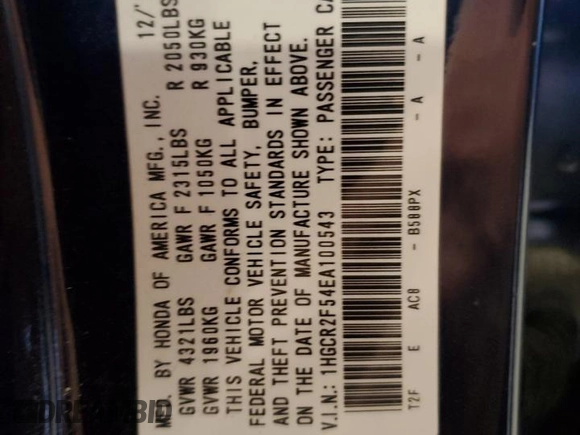 MFD. BY HONDA OF AMERICA MFG., INC. 12/
GVWR 4321LBS GAWR F 2315LBS R 2050LBS
GVWR 1960KG GAWR F 1050KG R 930KG
THIS VEHICLE CONFORMS TO ALL APPLICABLE
FEDERAL MOTOR VEHICLE SAFETY, BUMPER,
AND THEFT PREVENTION STANDARDS IN EFFECT
ON THE DATE OF MANUFACTURE SHOWN ABOVE.
V.I.N.: 1HGCR2F54EA100543 TYPE: PASSENGER CA
T2F E AC8 - B588PX - A - A